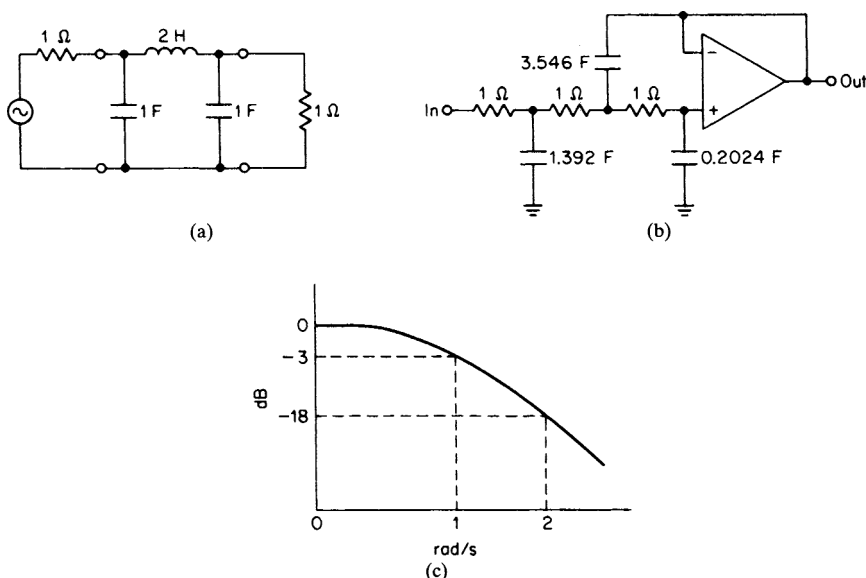 1 Ω
2 H
1 F
1 F
1 Ω
(a)
3.546 F
−
In
1 Ω
1 Ω
1 Ω
+
Out
1.392 F
0.2024 F
(b)
0
−3
−18
dB
0
1
2
rad/s
(c)